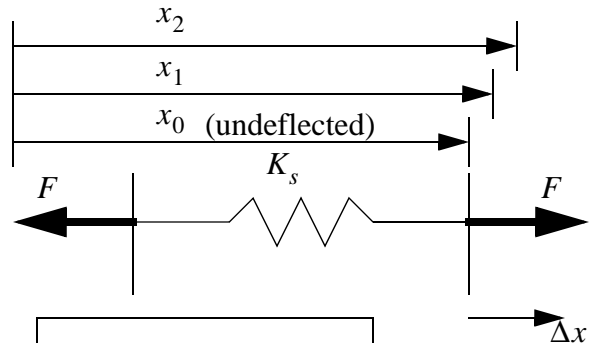 x₂
x₁
x₀ (undeflected)
Kₛ
F F
Δx